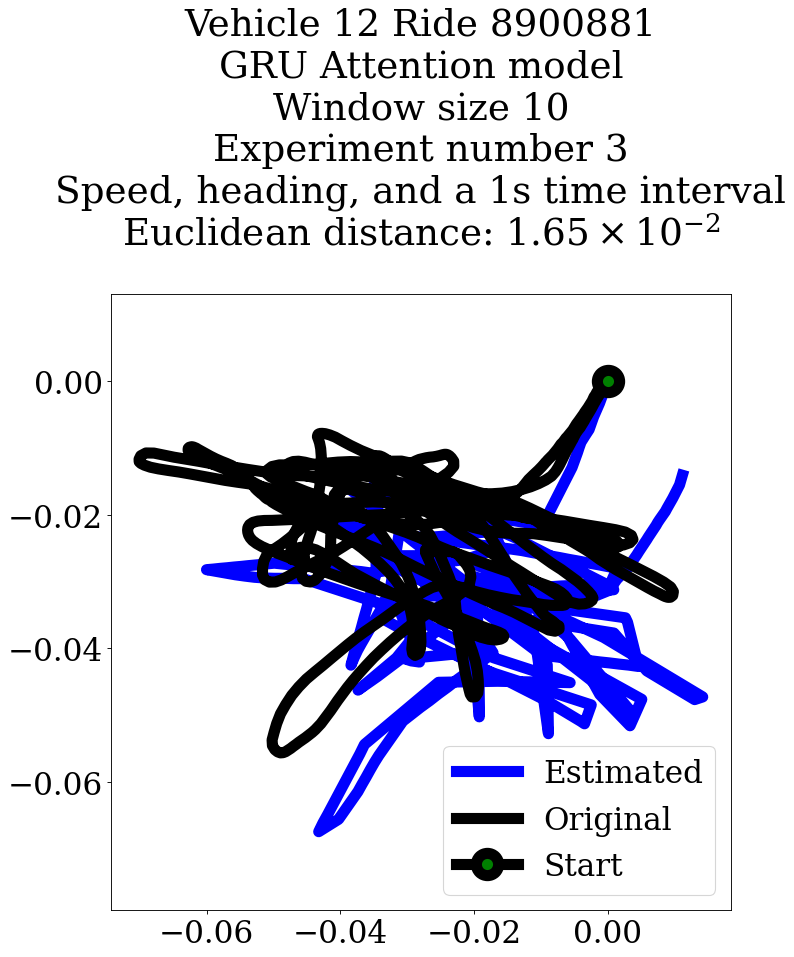 Vehicle 12 Ride 8900881
GRU Attention model
Window size 10
Experiment number 3
Speed, heading, and a 1s time interval
Euclidean distance: 1.65 × 10⁻²
0.00
−0.02
−0.04
−0.06
Estimated
Original
Start
−0.06 −0.04 −0.02 0.00